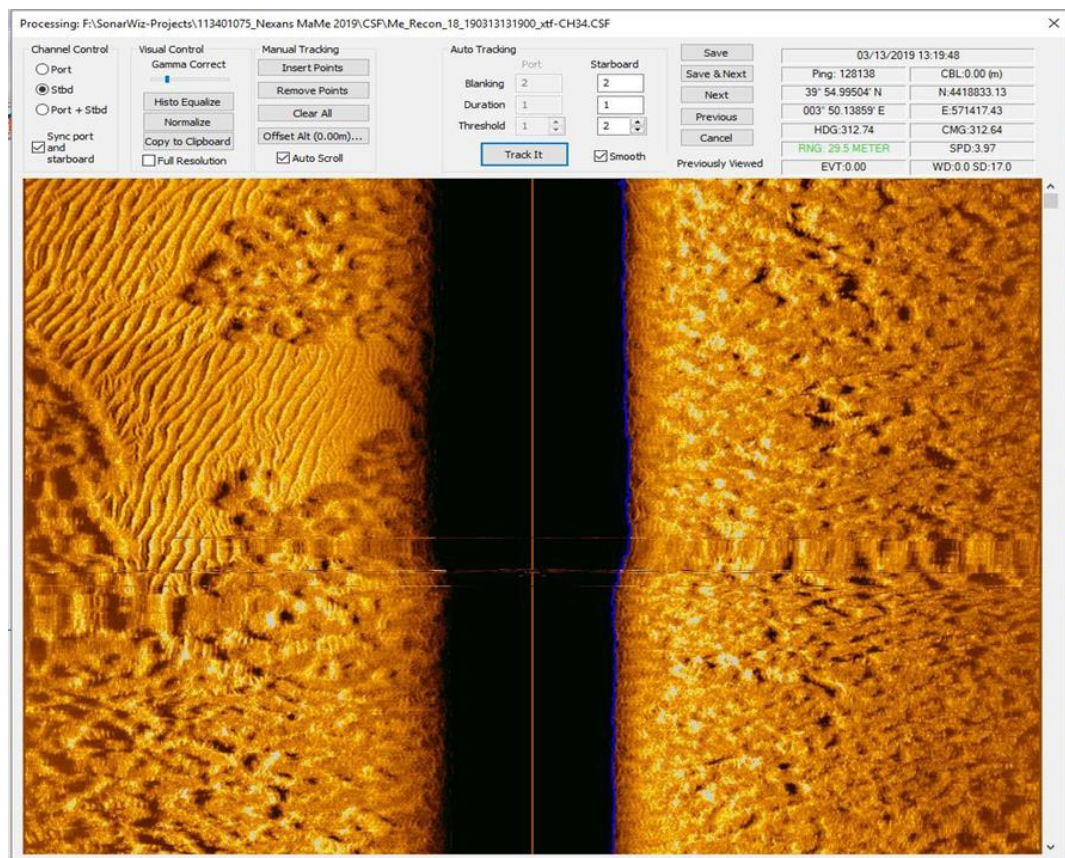 Processing: F:\SonarWiz-Projects\113401075_Nexans MaMe 2019\CSF\Me_Recon_18_190313131900_xtf-CH34.CSF
Channel Control
Port
Stbd
Port + Stbd
Sync port
and
starboard
Visual Control
Gamma Correct
Histo Equalize
Normalize
Copy to Clipboard
Full Resolution
Manual Tracking
Insert Points
Remove Points
Clear All
Offset Alt (0.00m)...
Auto Scroll
Auto Tracking
Port Starboard
Blanking 2 2
Duration 1 1
Threshold 1 2
Track It
Smooth
Save
Save & Next
Next
Previous
Cancel
Previously Viewed
03/13/2019 13:19:48
Ping: 128138 CBL:0.00 (m)
39° 54.99504' N N:4418833.13
003° 50.13859' E E:571417.43
HDG:312.74 CMG:312.64
RNG: 29.5 METER SPD:3.97
EVT:0.00 WD:0.0 SD:17.0